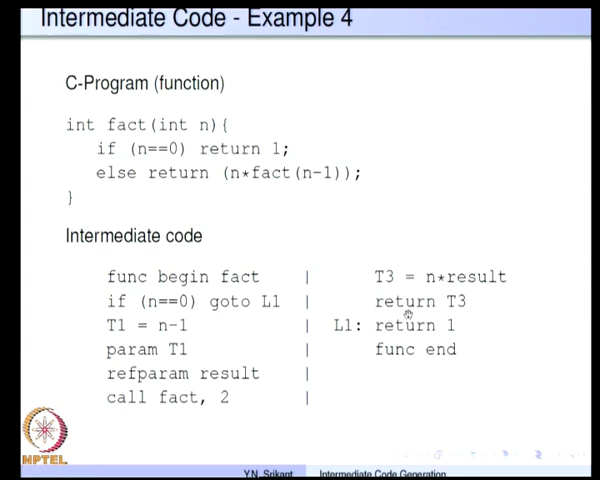 Intermediate Code - Example 4
C-Program (function)
int fact(int n){
if (n==0) return 1;
else return (n*fact(n-1));
}
Intermediate code
func begin fact | T3 = n*result
if (n==0) goto L1 | return T3
T1 = n-1 | L1: return 1
param T1 | func end
refparam result |
call fact, 2 |
NPTEL
Y.N. Srikant Intermediate Code Generation